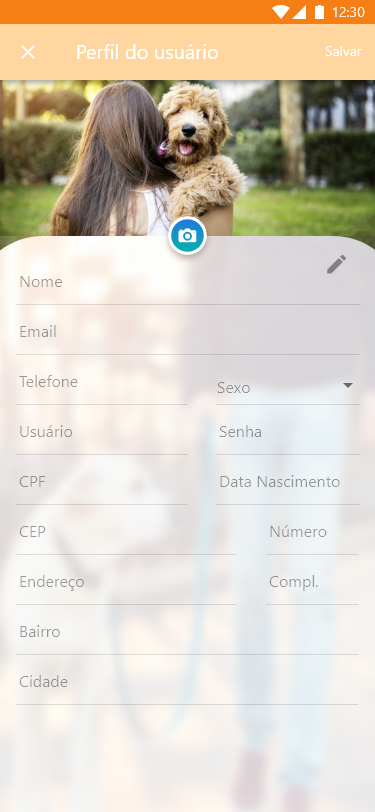 12:30
Perfil do usuário Salvar
Nome
Email
Telefone Sexo
Usuário Senha
CPF Data Nascimento
CEP Número
Endereço Compl.
Bairro
Cidade